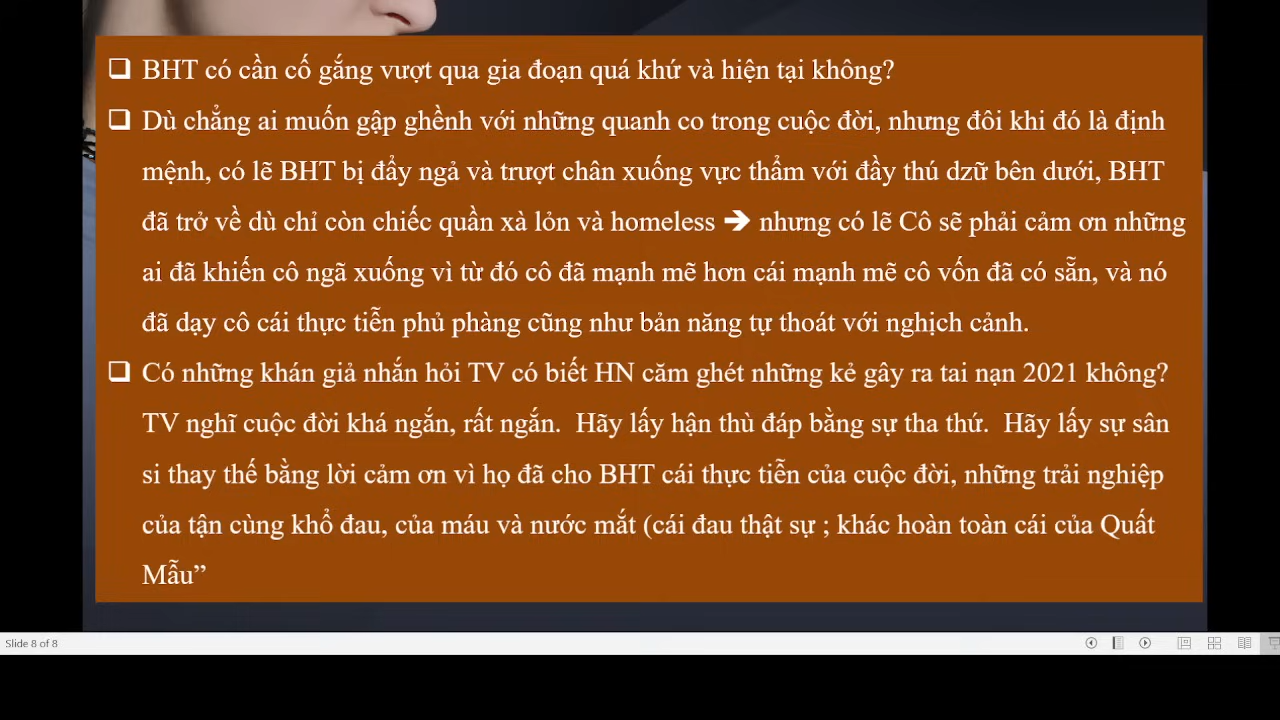 ❑ BHT có cần cố gắng vượt qua gia đoạn quá khứ và hiện tại không?
❑ Dù chẳng ai muốn gập ghềnh với những quanh co trong cuộc đời, nhưng đôi khi đó là định
mệnh, có lẽ BHT bị đẩy ngả và trượt chân xuống vực thẩm với đầy thú dzữ bên dưới, BHT
đã trở về dù chỉ còn chiếc quần xà lỏn và homeless ➔ nhưng có lẽ Cô sẽ phải cảm ơn những
ai đã khiến cô ngã xuống vì từ đó cô đã mạnh mẽ hơn cái mạnh mẽ cô vốn đã có sẵn, và nó
đã dạy cô cái thực tiễn phủ phàng cũng như bản năng tự thoát với nghịch cảnh.
❑ Có những khán giả nhắn hỏi TV có biết HN căm ghét những kẻ gây ra tai nạn 2021 không?
TV nghĩ cuộc đời khá ngắn, rất ngắn. Hãy lấy hận thù đáp bằng sự tha thứ. Hãy lấy sự sân
si thay thế bằng lời cảm ơn vì họ đã cho BHT cái thực tiễn của cuộc đời, những trải nghiệp
của tận cùng khổ đau, của máu và nước mắt (cái đau thật sự ; khác hoàn toàn cái của Quất
Mẫu”
Slide 8 of 8